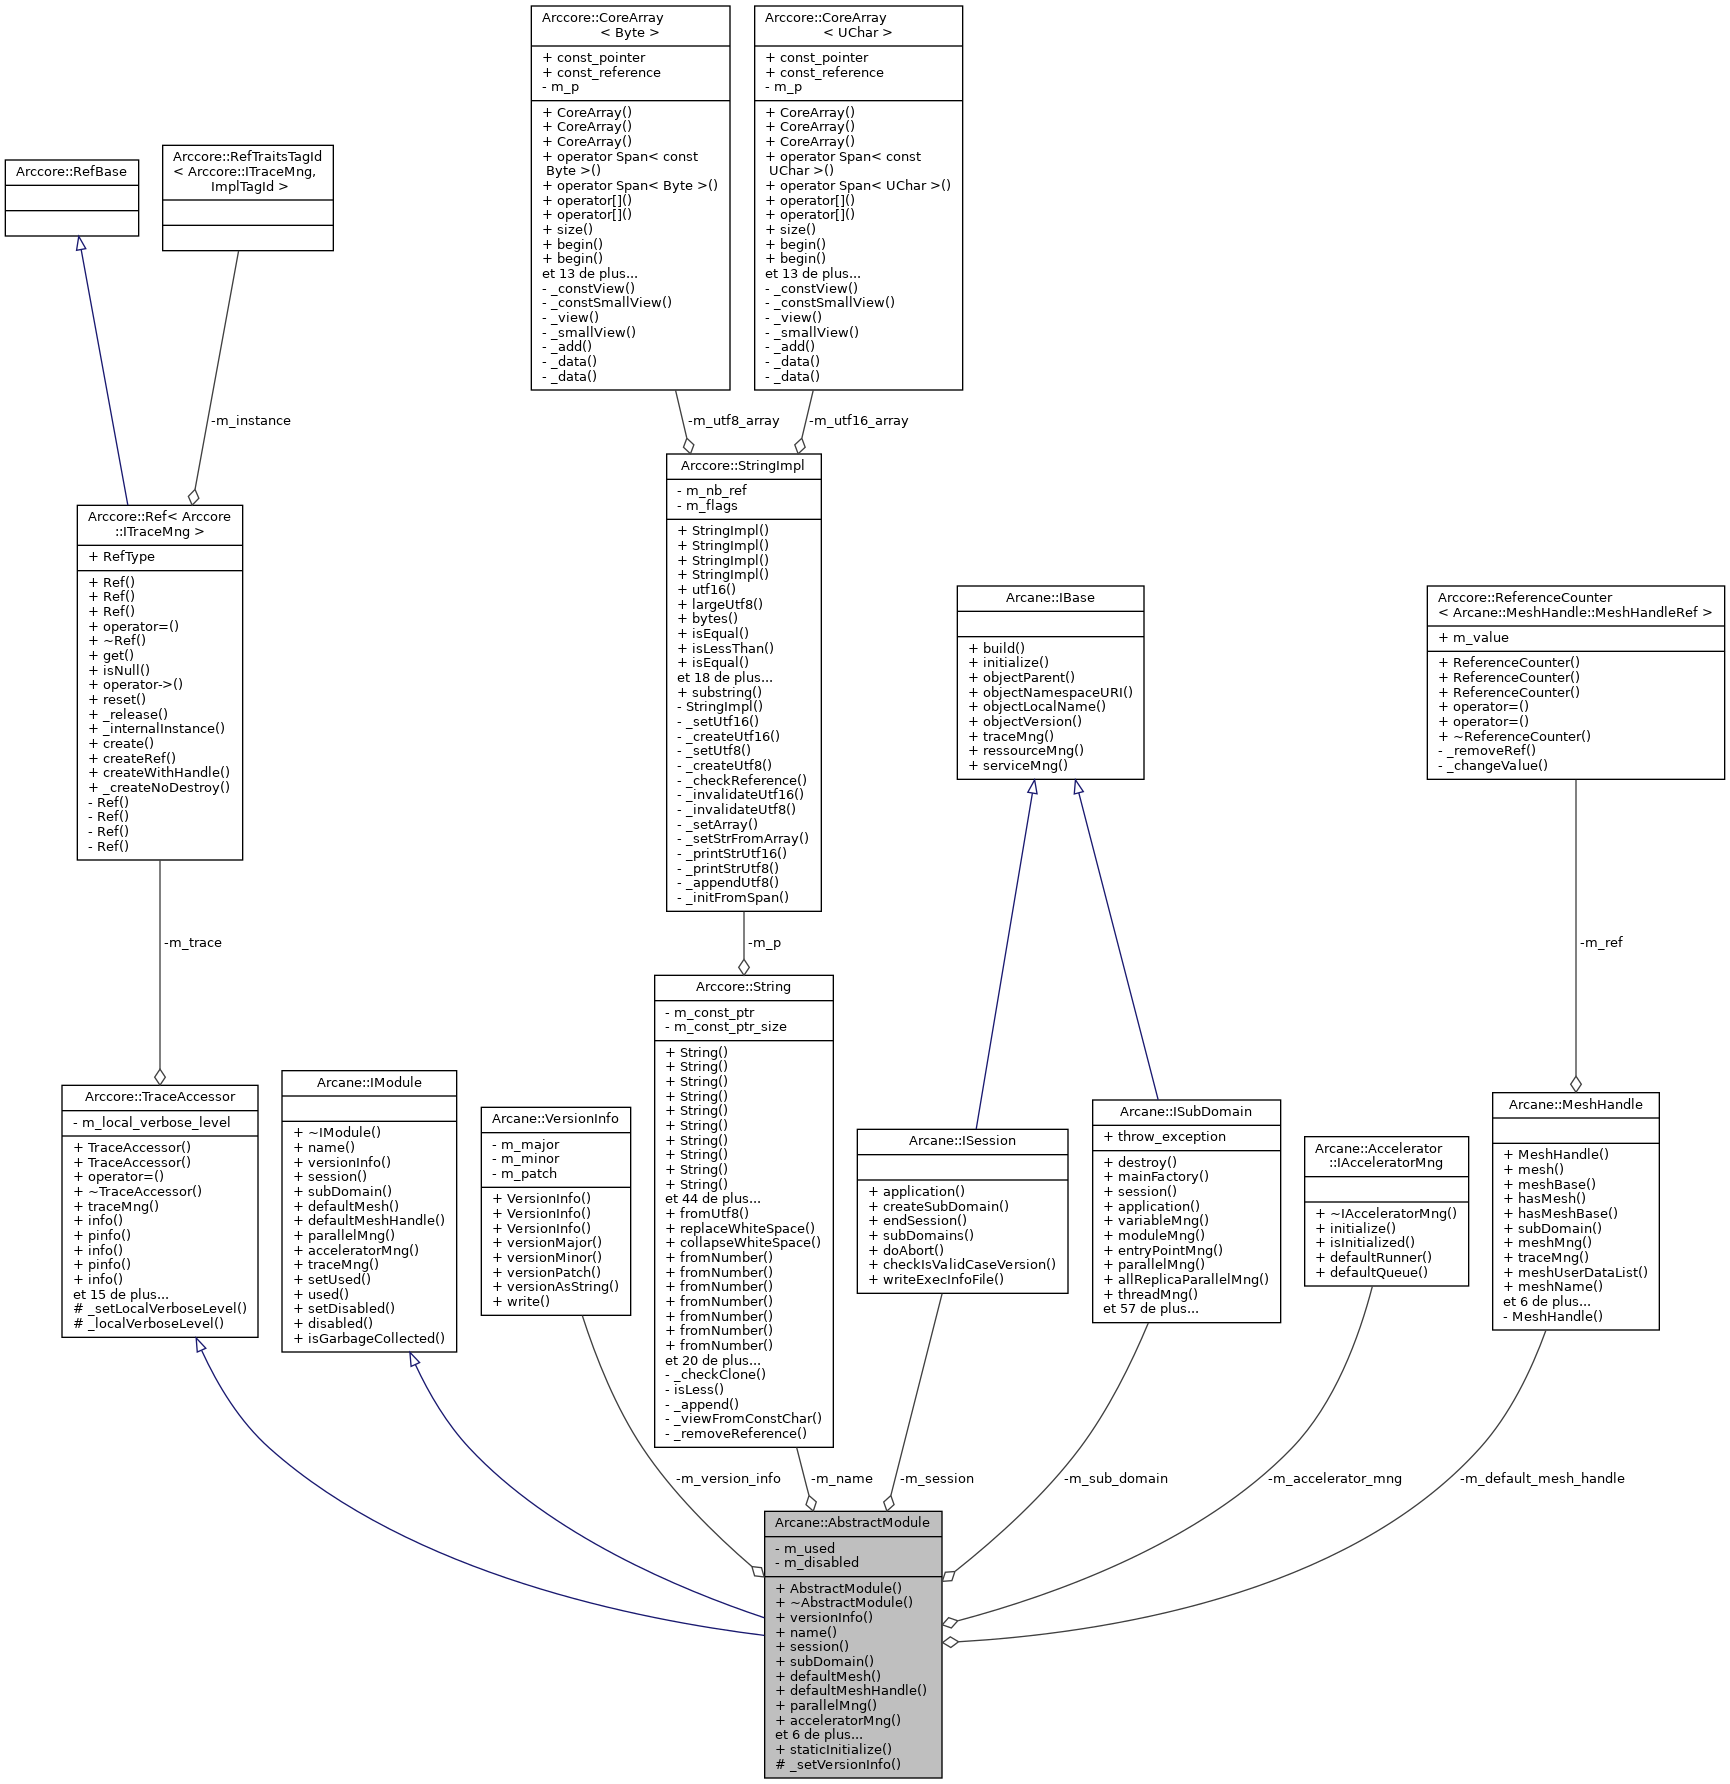 Arccore::CoreArray
< Byte >
+ const_pointer
+ const_reference
- m_p
+ CoreArray()
+ CoreArray()
+ CoreArray()
+ operator Span< const
Byte >()
+ operator Span< Byte >()
+ operator[]()
+ operator[]()
+ size()
+ begin()
+ begin()
et 13 de plus...
- _constView()
- _constSmallView()
- _view()
- _smallView()
- _add()
- _data()
- _data()
Arccore::CoreArray
< UChar >
+ const_pointer
+ const_reference
- m_p
+ CoreArray()
+ CoreArray()
+ CoreArray()
+ operator Span< const
UChar >()
+ operator Span< UChar >()
+ operator[]()
+ operator[]()
+ size()
+ begin()
+ begin()
et 13 de plus...
- _constView()
- _constSmallView()
- _view()
- _smallView()
- _add()
- _data()
- _data()
Arccore::RefBase
Arccore::RefTraitsTagId
< Arccore::ITraceMng,
ImplTagId >
-m_instance
-m_utf8_array
-m_utf16_array
Arccore::Ref< Arccore
::ITraceMng >
+ RefType
+ Ref()
+ Ref()
+ Ref()
+ operator=()
+ ~Ref()
+ get()
+ isNull()
+ operator->()
+ reset()
+ _release()
+ _internalInstance()
+ create()
+ createRef()
+ createWithHandle()
+ _createNoDestroy()
- Ref()
- Ref()
- Ref()
- Ref()
Arccore::StringImpl
- m_nb_ref
- m_flags
+ StringImpl()
+ StringImpl()
+ StringImpl()
+ StringImpl()
+ utf16()
+ largeUtf8()
+ bytes()
+ isEqual()
+ isLessThan()
+ isEqual()
et 18 de plus...
+ substring()
- StringImpl()
- _setUtf16()
- _createUtf16()
- _setUtf8()
- _createUtf8()
- _checkReference()
- _invalidateUtf16()
- _invalidateUtf8()
- _setArray()
- _setStrFromArray()
- _printStrUtf16()
- _printStrUtf8()
- _appendUtf8()
- _initFromSpan()
Arcane::IBase
+ build()
+ initialize()
+ objectParent()
+ objectNamespaceURI()
+ objectLocalName()
+ objectVersion()
+ traceMng()
+ ressourceMng()
+ serviceMng()
Arccore::ReferenceCounter
< Arcane::MeshHandle::MeshHandleRef >
+ m_value
+ ReferenceCounter()
+ ReferenceCounter()
+ ReferenceCounter()
+ operator=()
+ operator=()
+ ~ReferenceCounter()
- _removeRef()
- _changeValue()
-m_trace
-m_p
-m_ref
Arccore::TraceAccessor
- m_local_verbose_level
+ TraceAccessor()
+ TraceAccessor()
+ operator=()
+ ~TraceAccessor()
+ traceMng()
+ info()
+ pinfo()
+ info()
+ pinfo()
+ info()
et 15 de plus...
# _setLocalVerboseLevel()
# _localVerboseLevel()
Arcane::IModule
+ ~IModule()
+ name()
+ versionInfo()
+ session()
+ subDomain()
+ defaultMesh()
+ defaultMeshHandle()
+ parallelMng()
+ acceleratorMng()
+ traceMng()
+ setUsed()
+ used()
+ setDisabled()
+ disabled()
+ isGarbageCollected()
Arcane::VersionInfo
- m_major
- m_minor
- m_patch
+ VersionInfo()
+ VersionInfo()
+ VersionInfo()
+ versionMajor()
+ versionMinor()
+ versionPatch()
+ versionAsString()
+ write()
Arccore::String
- m_const_ptr
- m_const_ptr_size
+ String()
+ String()
+ String()
+ String()
+ String()
+ String()
+ String()
+ String()
+ String()
+ String()
et 44 de plus...
+ fromUtf8()
+ replaceWhiteSpace()
+ collapseWhiteSpace()
+ fromNumber()
+ fromNumber()
+ fromNumber()
+ fromNumber()
+ fromNumber()
+ fromNumber()
+ fromNumber()
et 20 de plus...
- _checkClone()
- isLess()
- _append()
- _viewFromConstChar()
- _removeReference()
Arcane::ISession
+ application()
+ createSubDomain()
+ endSession()
+ subDomains()
+ doAbort()
+ checkIsValidCaseVersion()
+ writeExecInfoFile()
Arcane::ISubDomain
+ throw_exception
+ destroy()
+ mainFactory()
+ session()
+ application()
+ variableMng()
+ moduleMng()
+ entryPointMng()
+ parallelMng()
+ allReplicaParallelMng()
+ threadMng()
et 57 de plus...
Arcane::Accelerator
::IAcceleratorMng
+ ~IAcceleratorMng()
+ initialize()
+ isInitialized()
+ defaultRunner()
+ defaultQueue()
Arcane::MeshHandle
+ MeshHandle()
+ mesh()
+ meshBase()
+ hasMesh()
+ hasMeshBase()
+ subDomain()
+ meshMng()
+ traceMng()
+ meshUserDataList()
+ meshName()
et 6 de plus...
- MeshHandle()
-m_version_info
-m_name
-m_session
-m_sub_domain
-m_accelerator_mng
-m_default_mesh_handle
Arcane::AbstractModule
- m_used
- m_disabled
+ AbstractModule()
+ ~AbstractModule()
+ versionInfo()
+ name()
+ session()
+ subDomain()
+ defaultMesh()
+ defaultMeshHandle()
+ parallelMng()
+ acceleratorMng()
et 6 de plus...
+ staticInitialize()
# _setVersionInfo()